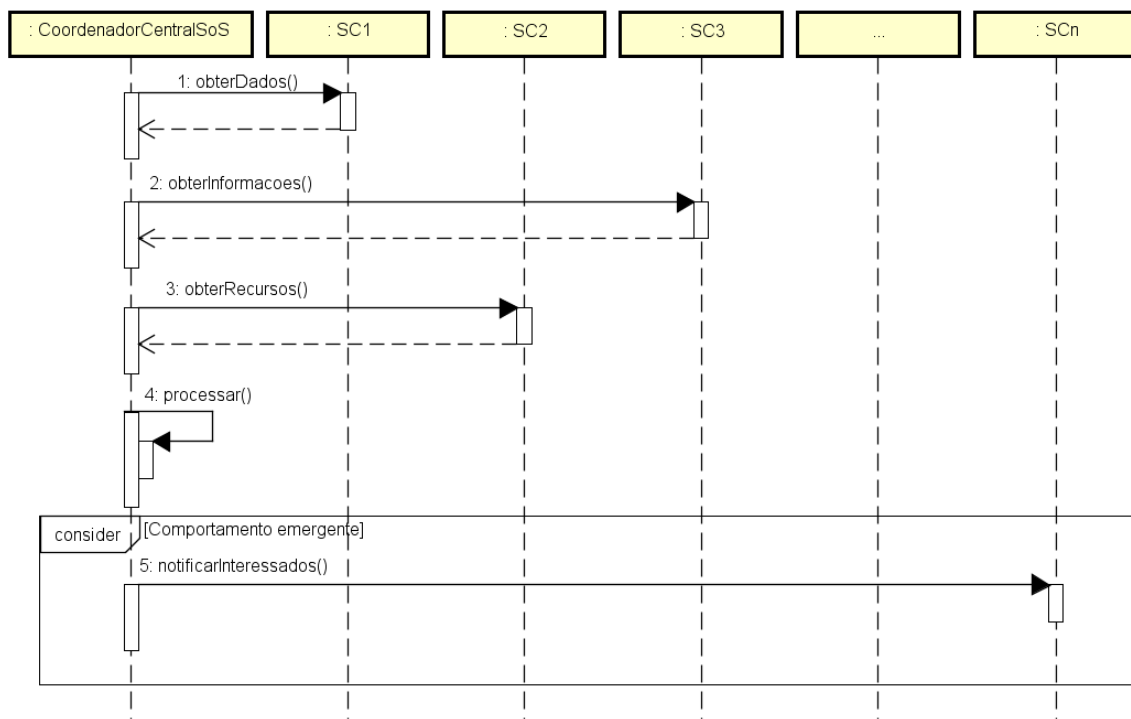 : CoordenadorCentralSoS
: SC1
: SC2
: SC3
...
: SCn
1: obterDados()
2: obterInformacoes()
3: obterRecursos()
4: processar()
consider
[Comportamento emergente]
5: notificarInteressados()